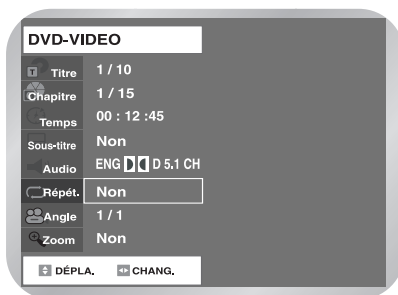 DVD-VIDEO
T Titre 1 / 10
Chapitre 1 / 15
Temps 00 : 12 :45
Sous-titre Non
Audio ENG D 5.1 CH
Répét. Non
Angle 1 / 1
Zoom Non
DÉPLA. CHANG.